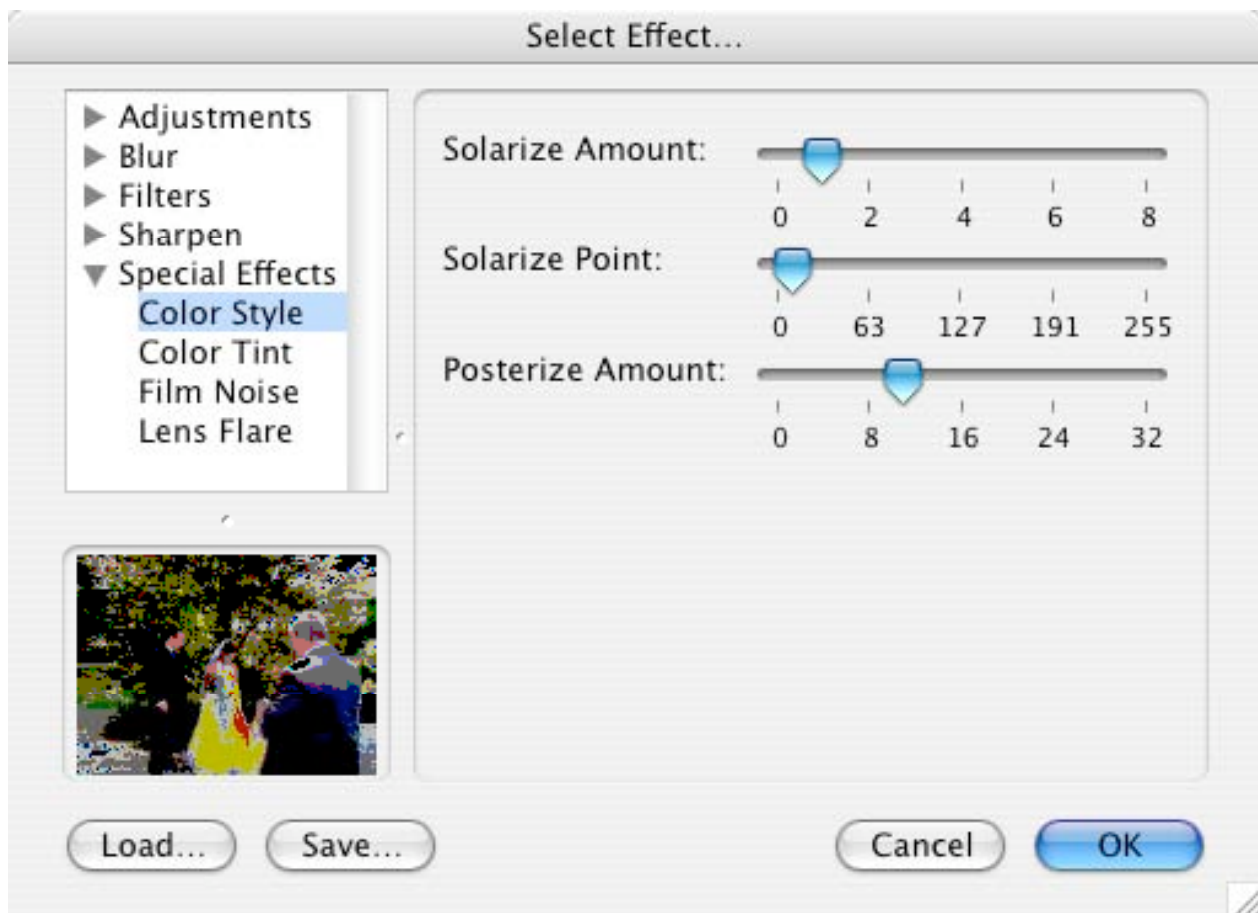 Select Effect...
Adjustments
Blur
Filters
Sharpen
Special Effects
Color Style
Color Tint
Film Noise
Lens Flare
Solarize Amount:
0 2 4 6 8
Solarize Point:
0 63 127 191 255
Posterize Amount:
0 8 16 24 32
Load... Save... Cancel OK